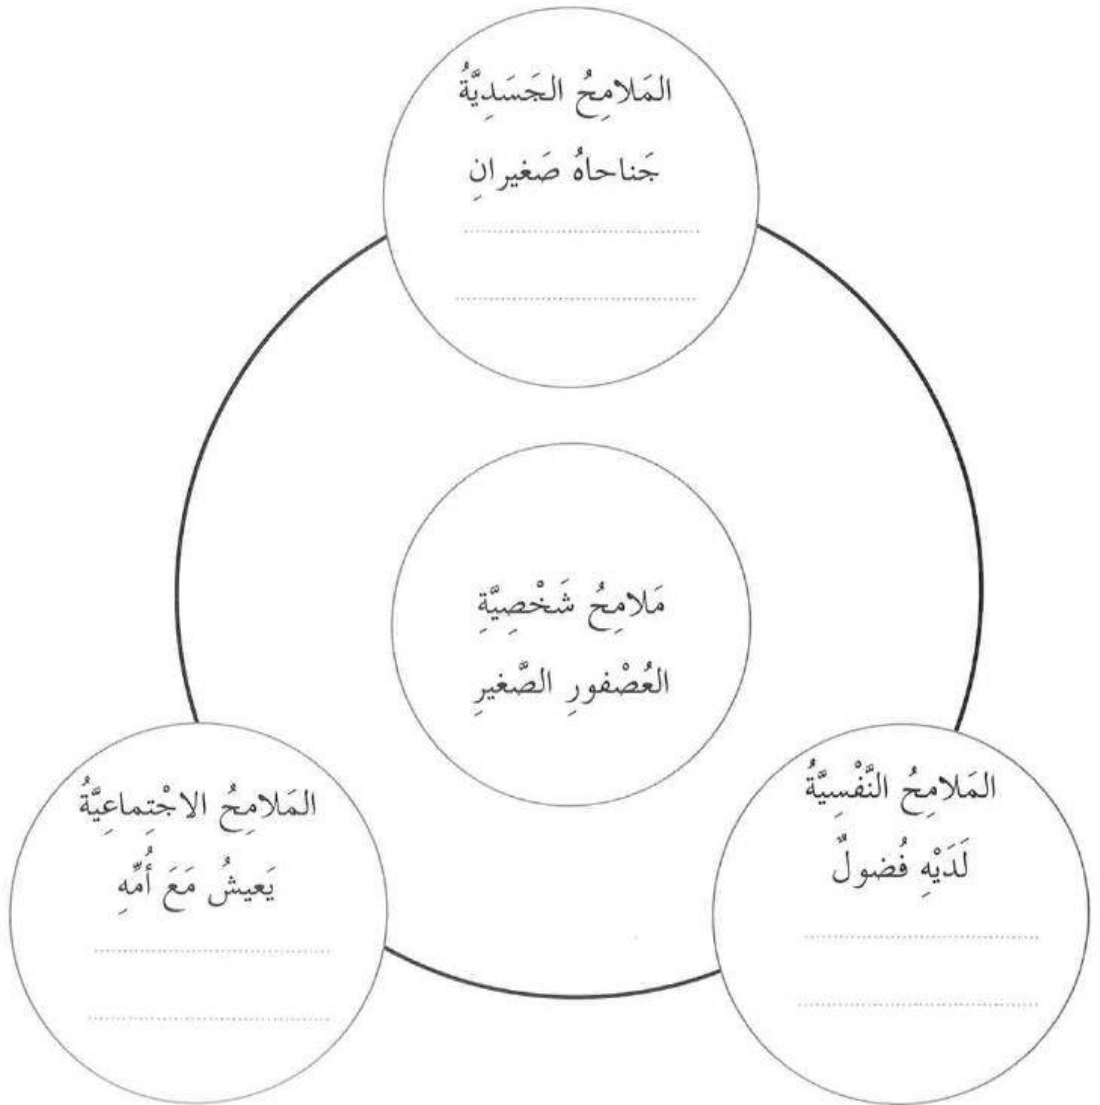 المَلامِحُ الجَسَدِيَّةُ
جَناحاهُ صَغيرانِ
مَلامِحُ شَخْصِيَّةِ
العُصْفورِ الصَّغيرِ
المَلامِحُ النَّفْسِيَّةُ
لَدَيْهِ فُضولٌ
المَلامِحُ الاجْتِماعِيَّةُ
يَعيشُ مَعَ أُمِّهِ